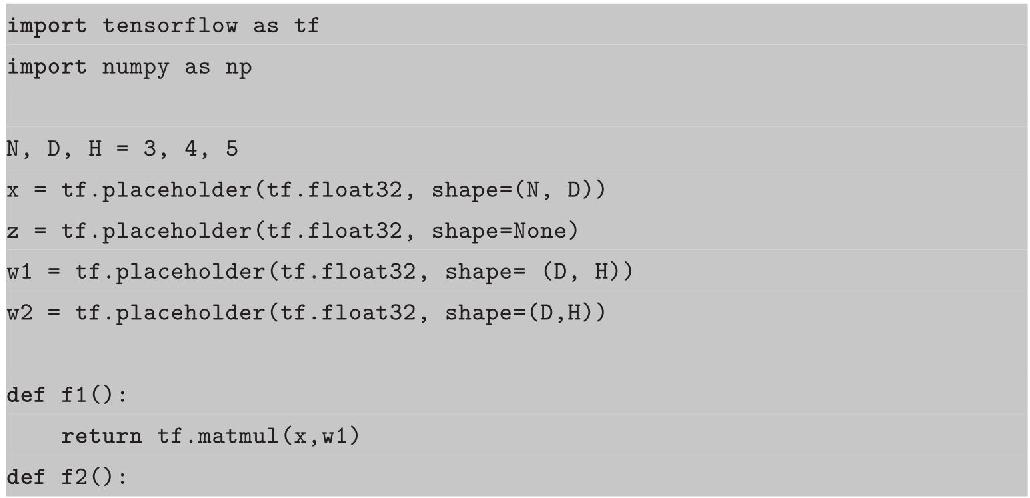 import tensorflow as tf
import numpy as np
N, D, H = 3, 4, 5
x = tf.placeholder(tf.float32, shape=(N, D))
z = tf.placeholder(tf.float32, shape=None)
w1 = tf.placeholder(tf.float32, shape= (D, H))
w2 = tf.placeholder(tf.float32, shape=(D,H))
def f1():
    return tf.matmul(x,w1)
def f2():